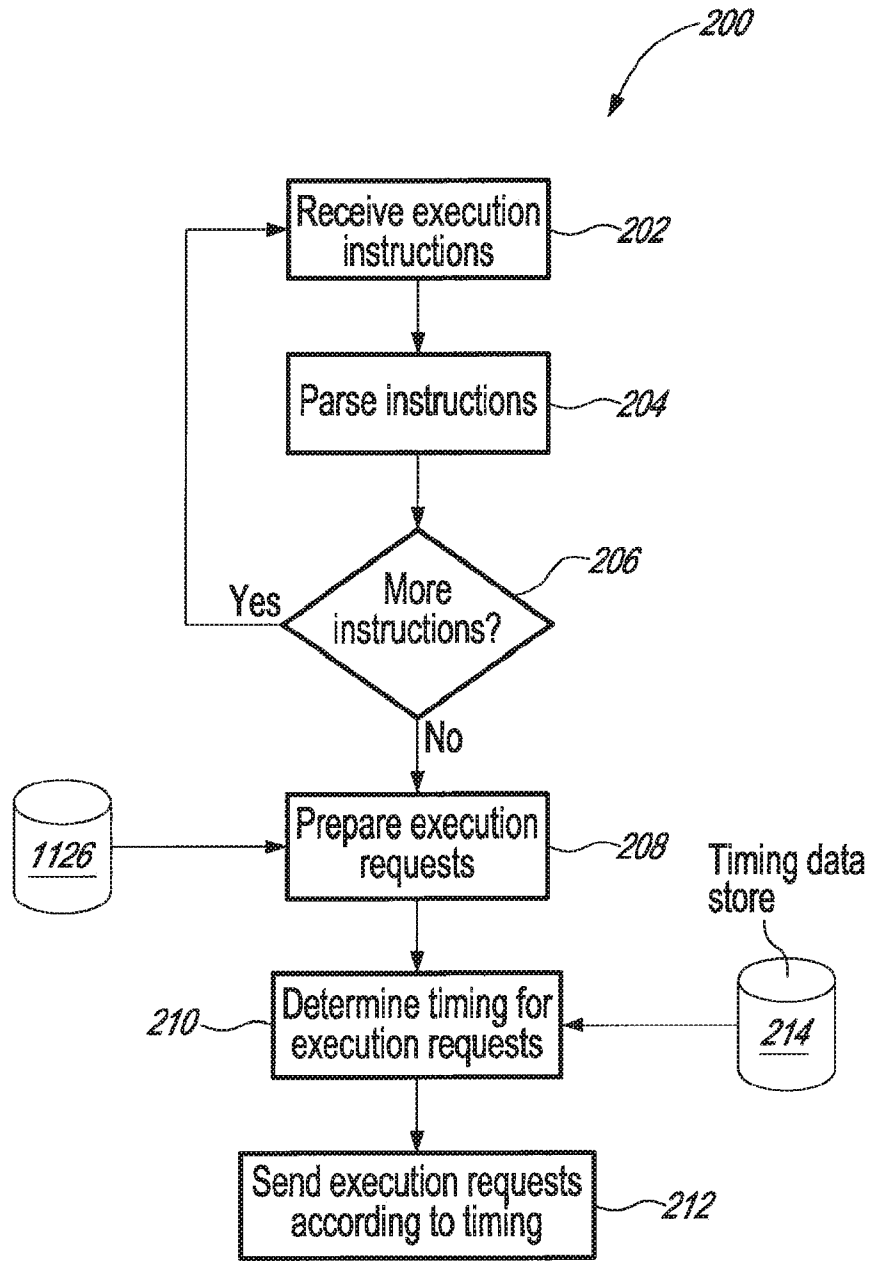 200
Receive execution
instructions
202
Parse instructions
204
206
More
instructions?
Yes
No
1126
Prepare execution
requests
208
Timing data
store
210
Determine timing for
execution requests
214
Send execution requests
according to timing
212